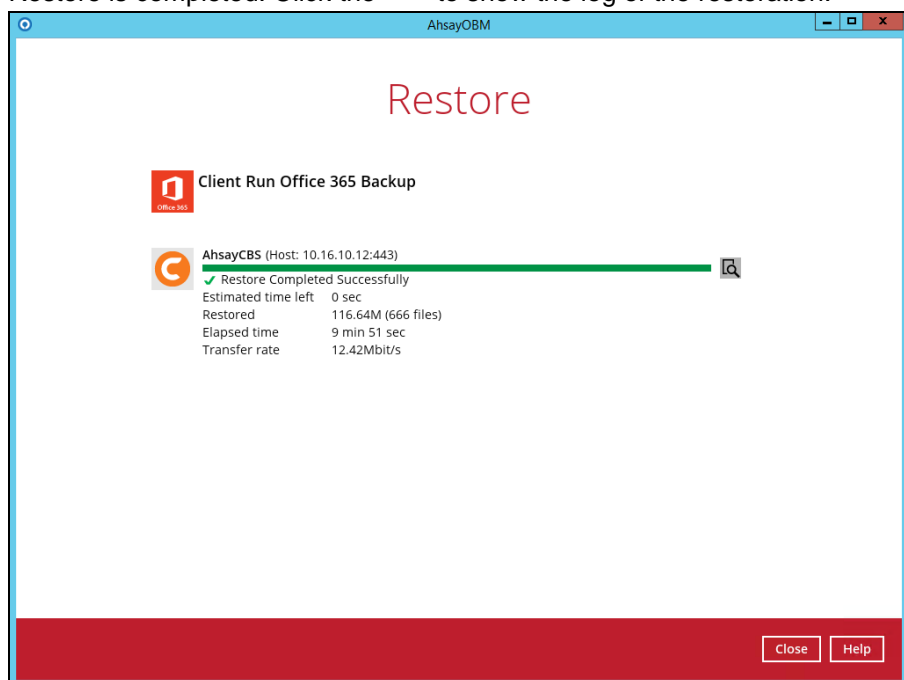 Restore is completed. Click the to show the log of the restoration.
AhsayOBM
Restore
Client Run Office 365 Backup
Office 365
AhsayCBS (Host: 10.16.10.12:443)
Restore Completed Successfully
Estimated time left 0 sec
Restored 116.64M (666 files)
Elapsed time 9 min 51 sec
Transfer rate 12.42Mbit/s
Close Help